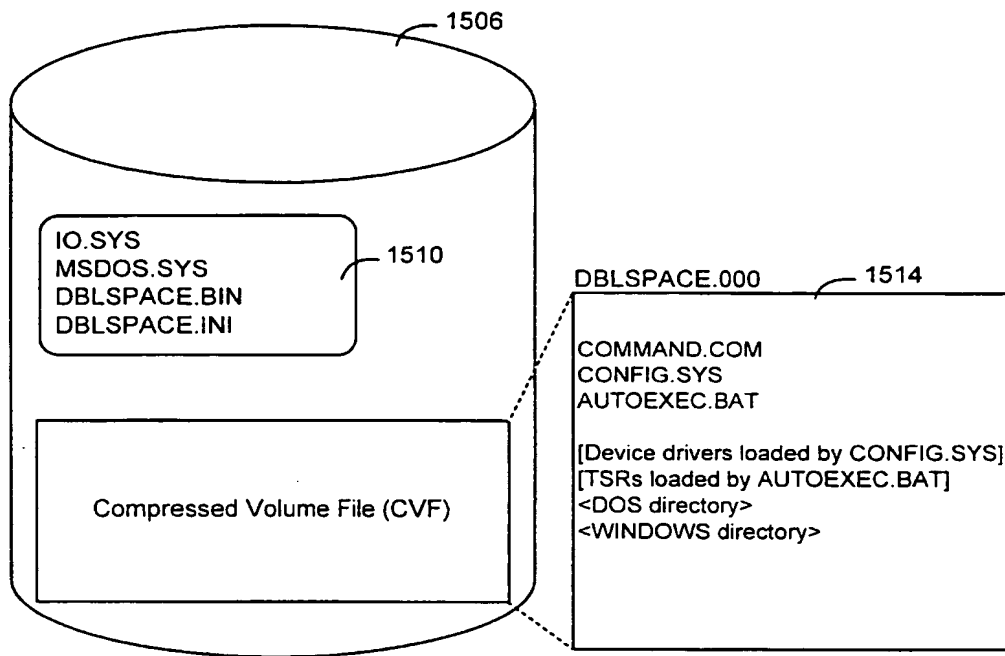 1506
IO.SYS
MSDOS.SYS
DBLSPACE.BIN
DBLSPACE.INI
1510
DBLSPACE.000
1514
COMMAND.COM
CONFIG.SYS
AUTOEXEC.BAT
[Device drivers loaded by CONFIG.SYS]
[TSRs loaded by AUTOEXEC.BAT]
<DOS directory>
<WINDOWS directory>
Compressed Volume File (CVF)